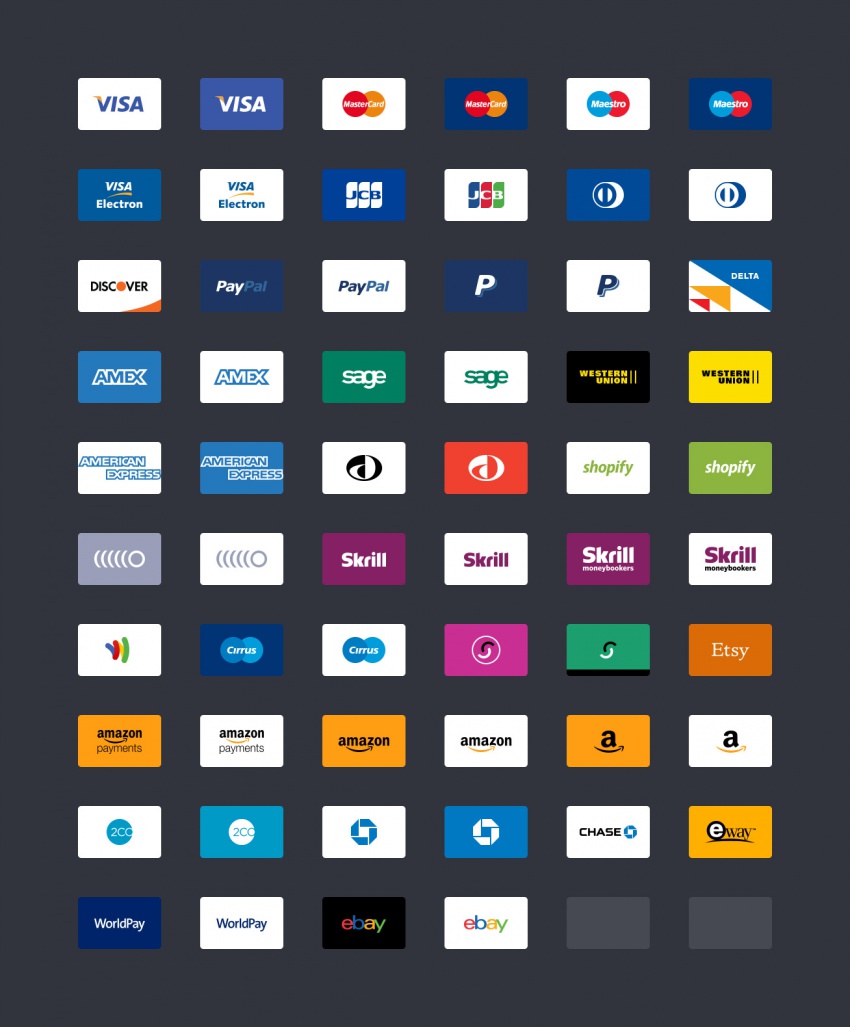 VISA VISA MasterCard MasterCard Maestro Maestro
VISA VISA JCB JCB
Electron Electron
DISCOVER PayPal PayPal P P DELTA
AMEX AMEX sage sage WESTERN WESTERN
UNION UNION
AMERICAN AMERICAN shopify shopify
EXPRESS EXPRESS
Skrill Skrill Skrill Skrill
moneybookers moneybookers
Cirrus Cirrus S S Etsy
amazon amazon amazon amazon a a
payments payments
2CO 2CO CHASE eway™
WorldPay WorldPay ebay ebay